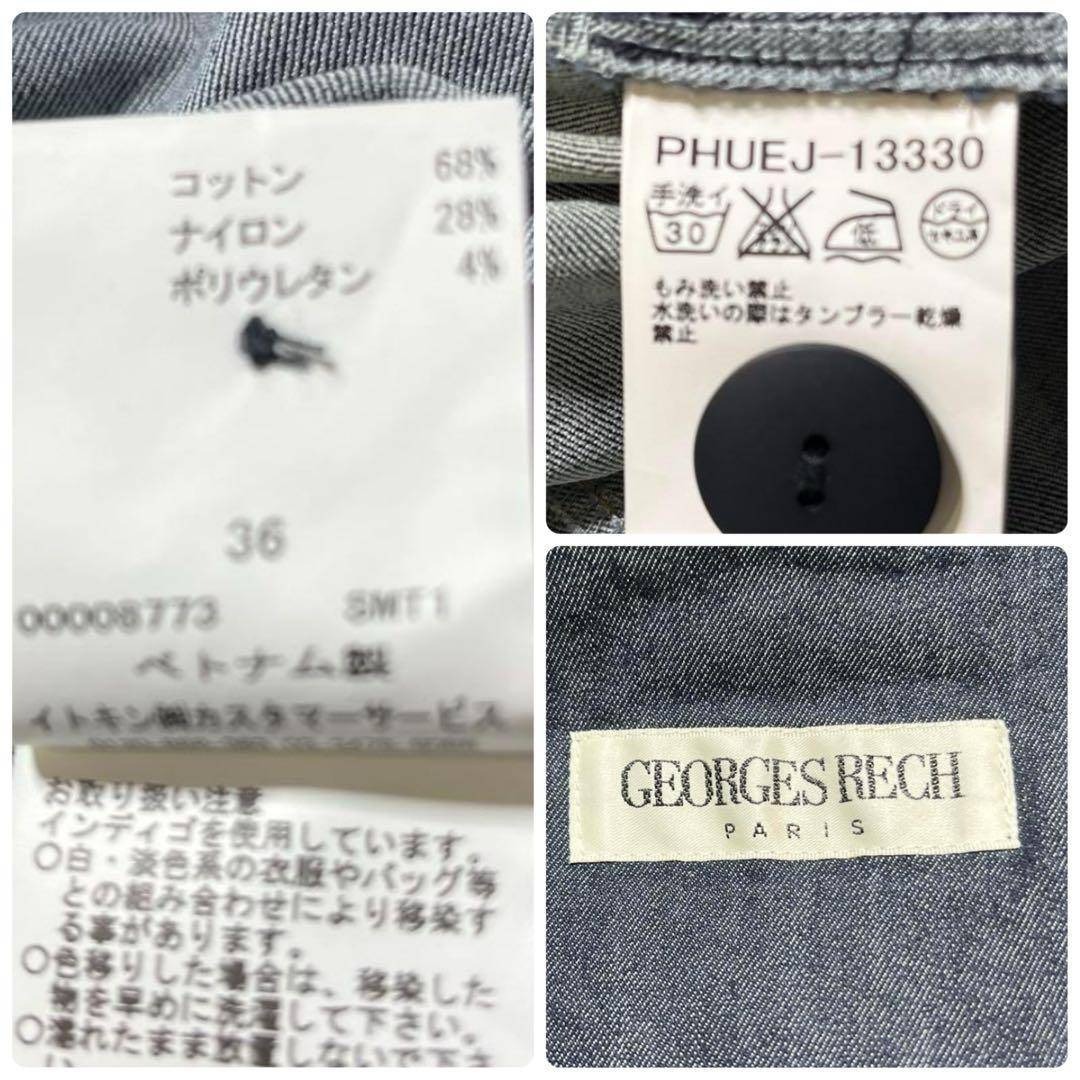 コットン 68%
ナイロン 28%
ポリウレタン 4%
36
00008773 SMT1
ベトナム製
イトキン㈱カスタマーサービス
お取り扱い注意
インディゴを使用しています。
○白・淡色系の衣服やバッグ等
との組み合わせにより移染す
る事があります。
○色移りした場合は、移染した
物を早めに洗濯して下さい。
○濡れたまま放置しないで下さ
い
PHUEJ-13330
手洗イ
30
低
ドライ
もみ洗い禁止
水洗いの際はタンブラー乾燥
禁止
GEORGES RECH
PARIS